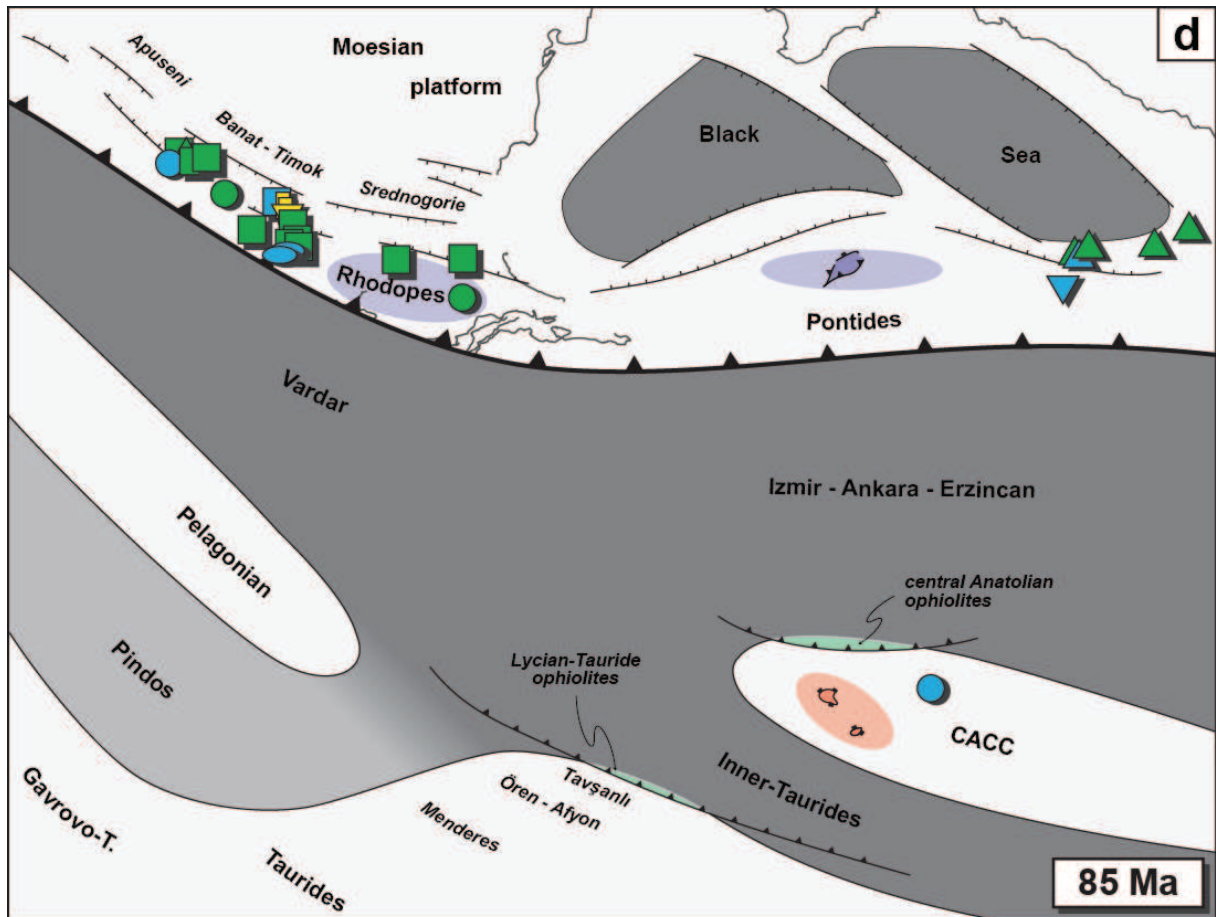 d
Apuseni
Moesian
platform
Banat - Timok
Srednogorie
Black
Sea
Rhodopes
Pontides
Vardar
Izmir - Ankara - Erzincan
Pelagonian
central Anatolian
ophiolites
Pindos
Lycian-Tauride
ophiolites
CACC
Inner-Taurides
Tavşanlı
Ören - Afyon
Menderes
Gavrovo-T.
Taurides
85 Ma